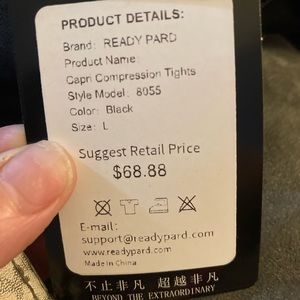 PRODUCT DETAILS:
Brand: READY PARD
Product Name
Capri Compression Tights
Style Model: 8055
Color: Black
Size: L
Suggest Retail Price
$68.88
E-mail:
support@readypard.com
www.readypard.com
Made in China
不止非凡 超越非凡
BEYOND THE EXTRAORDINARY